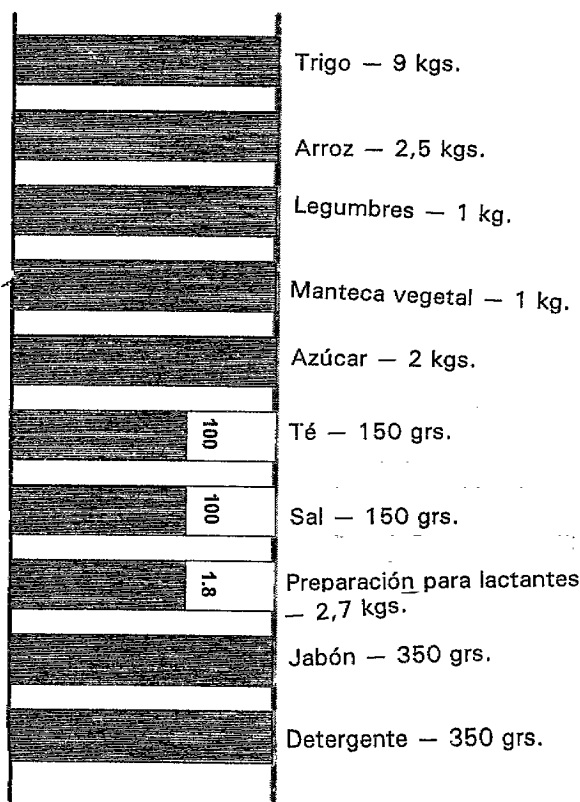 Trigo — 9 kgs.
Arroz — 2,5 kgs.
Legumbres — 1 kg.
Manteca vegetal — 1 kg.
Azúcar — 2 kgs.
100
Té — 150 grs.
100
Sal — 150 grs.
1.8
Preparación para lactantes
— 2,7 kgs.
Jabón — 350 grs.
Detergente — 350 grs.